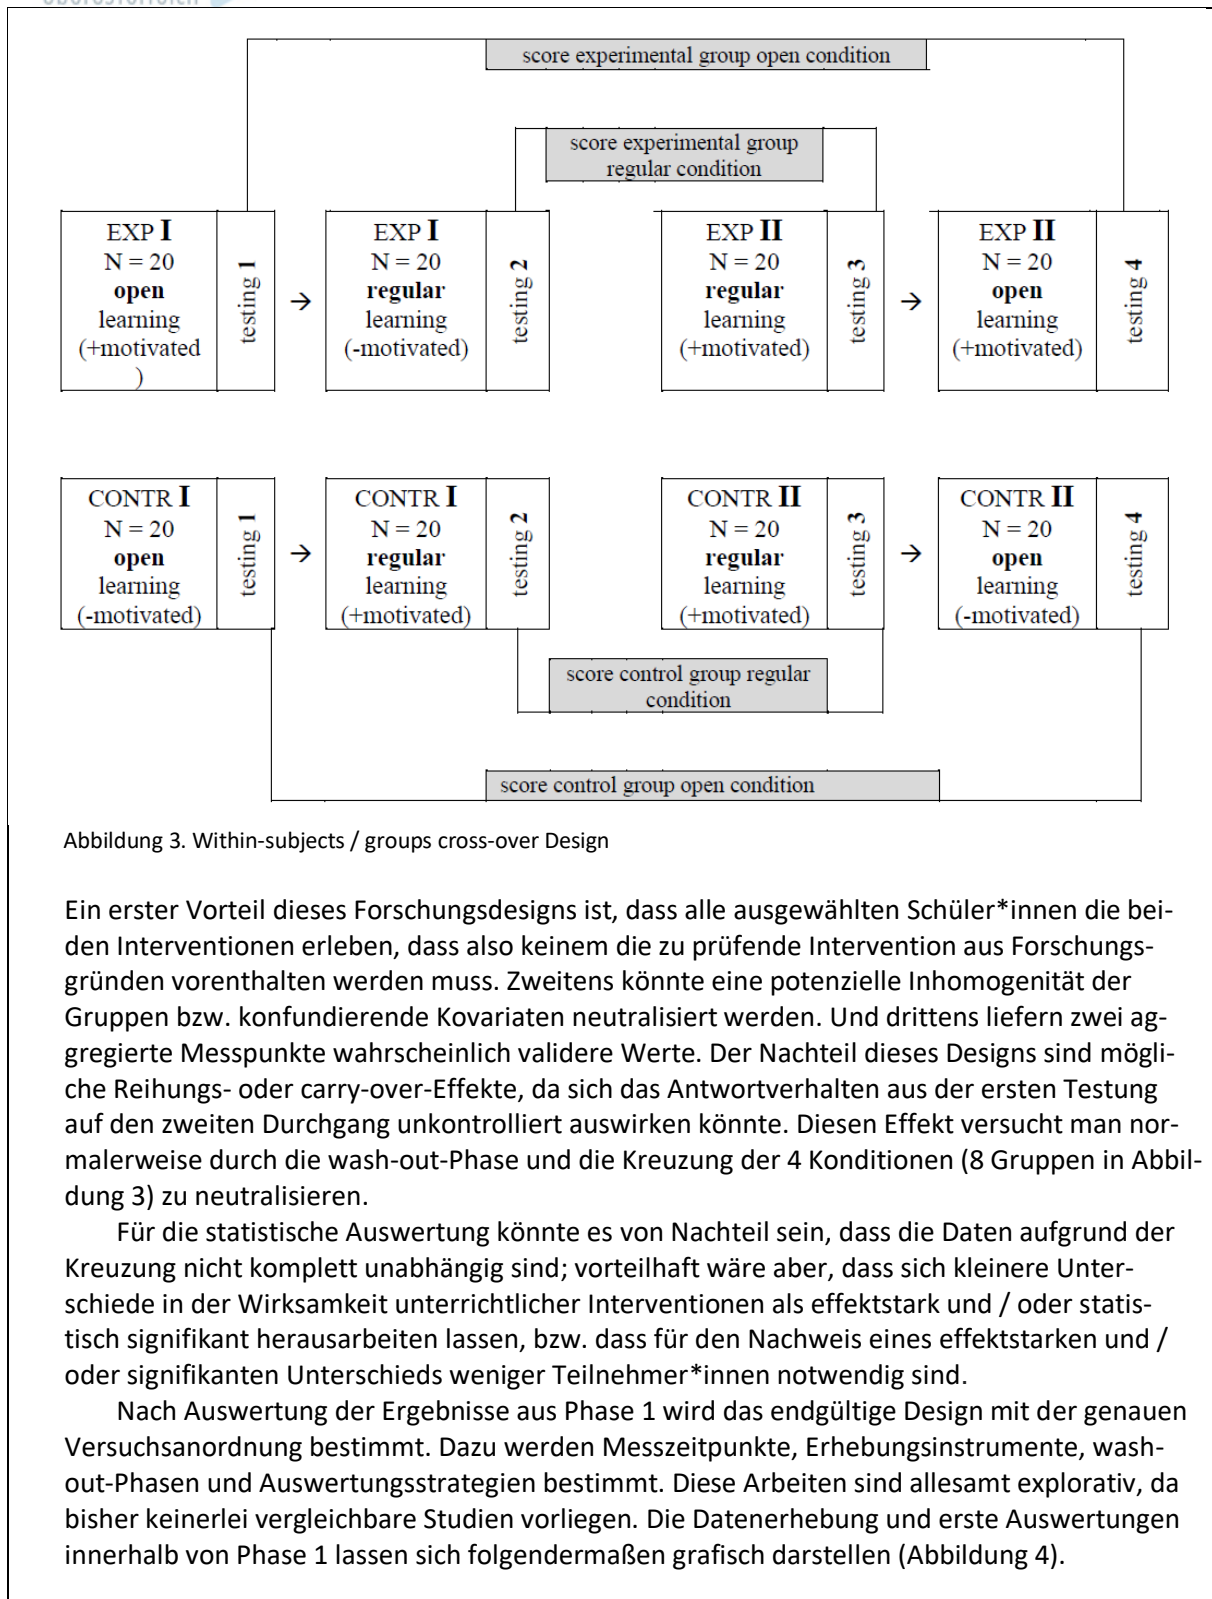 score experimental group open condition
score experimental group
regular condition
EXP I
N = 20
open
learning
(+motivated
)
testing 1
→
EXP I
N = 20
regular
learning
(-motivated)
testing 2
EXP II
N = 20
regular
learning
(+motivated)
testing 3
→
EXP II
N = 20
open
learning
(+motivated)
testing 4
CONTR I
N = 20
open
learning
(-motivated)
testing 1
→
CONTR I
N = 20
regular
learning
(+motivated)
testing 2
CONTR II
N = 20
regular
learning
(+motivated)
testing 3
→
CONTR II
N = 20
open
learning
(-motivated)
testing 4
score control group regular
condition
score control group open condition
Abbildung 3. Within-subjects / groups cross-over Design
Ein erster Vorteil dieses Forschungsdesigns ist, dass alle ausgewählten Schüler*innen die bei-
den Interventionen erleben, dass also keinem die zu prüfende Intervention aus Forschungs-
gründen vorenthalten werden muss. Zweitens könnte eine potenzielle Inhomogenität der
Gruppen bzw. konfundierende Kovariaten neutralisiert werden. Und drittens liefern zwei ag-
gregierte Messpunkte wahrscheinlich validere Werte. Der Nachteil dieses Designs sind mögli-
che Reihungs- oder carry-over-Effekte, da sich das Antwortverhalten aus der ersten Testung
auf den zweiten Durchgang unkontrolliert auswirken könnte. Diesen Effekt versucht man nor-
malerweise durch die wash-out-Phase und die Kreuzung der 4 Konditionen (8 Gruppen in Abbil-
dung 3) zu neutralisieren.
Für die statistische Auswertung könnte es von Nachteil sein, dass die Daten aufgrund der
Kreuzung nicht komplett unabhängig sind; vorteilhaft wäre aber, dass sich kleinere Unter-
schiede in der Wirksamkeit unterrichtlicher Interventionen als effektstark und / oder statis-
tisch signifikant herausarbeiten lassen, bzw. dass für den Nachweis eines effektstarken und /
oder signifikanten Unterschieds weniger Teilnehmer*innen notwendig sind.
Nach Auswertung der Ergebnisse aus Phase 1 wird das endgültige Design mit der genauen
Versuchsanordnung bestimmt. Dazu werden Messzeitpunkte, Erhebungsinstrumente, wash-
out-Phasen und Auswertungsstrategien bestimmt. Diese Arbeiten sind allesamt explorativ, da
bisher keinerlei vergleichbare Studien vorliegen. Die Datenerhebung und erste Auswertungen
innerhalb von Phase 1 lassen sich folgendermaßen grafisch darstellen (Abbildung 4).